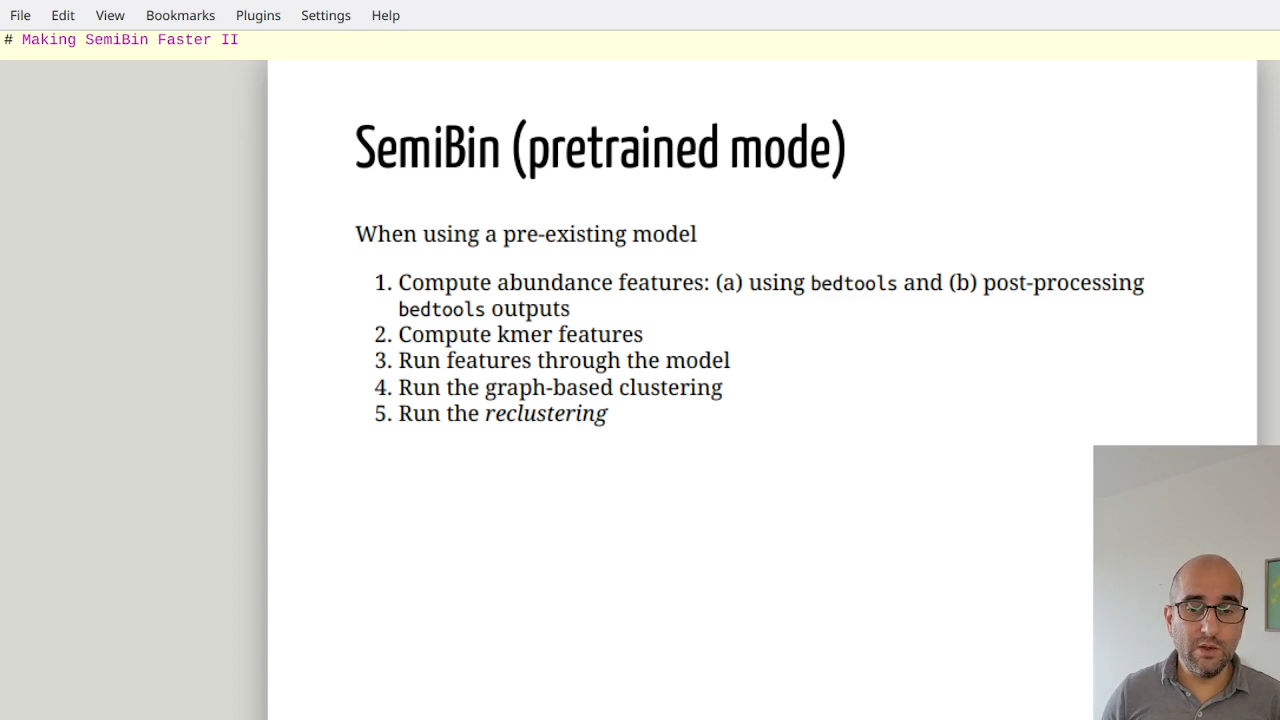 File Edit View Bookmarks Plugins Settings Help
# Making SemiBin Faster II
SemiBin (pretrained mode)
When using a pre-existing model
1. Compute abundance features: (a) using bedtools and (b) post-processing
bedtools outputs
2. Compute kmer features
3. Run features through the model
4. Run the graph-based clustering
5. Run the reclustering